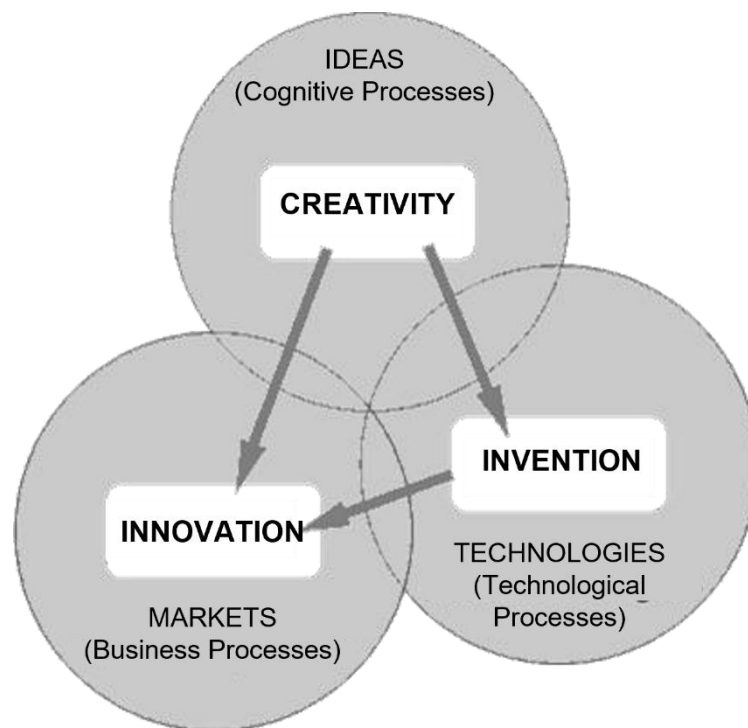 IDEAS
(Cognitive Processes)
CREATIVITY
INVENTION
TECHNOLOGIES
(Technological
Processes)
INNOVATION
MARKETS
(Business Processes)